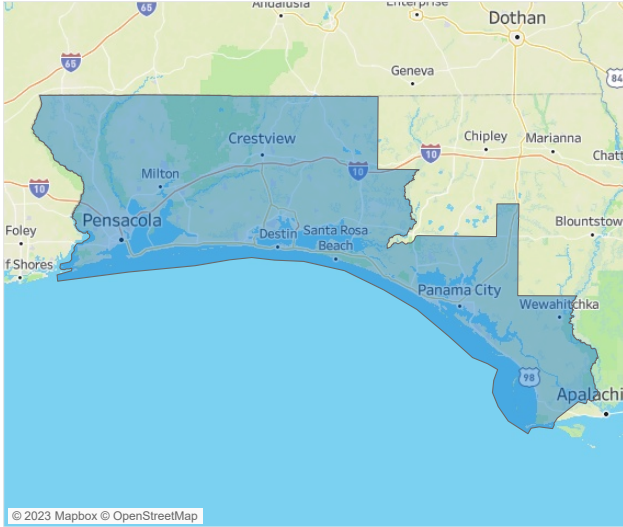 Andalusia
Enterprise
65
Dothan
65
Geneva
84
Crestview
10
Chipley
Marianna
Chatt
10
Milton
10
Pensacola
Blountstow
Foley
Destin
Santa Rosa
Beach
f Shores
Panama City
Wewahitchka
98
Apalachi
© 2023 Mapbox © OpenStreetMap